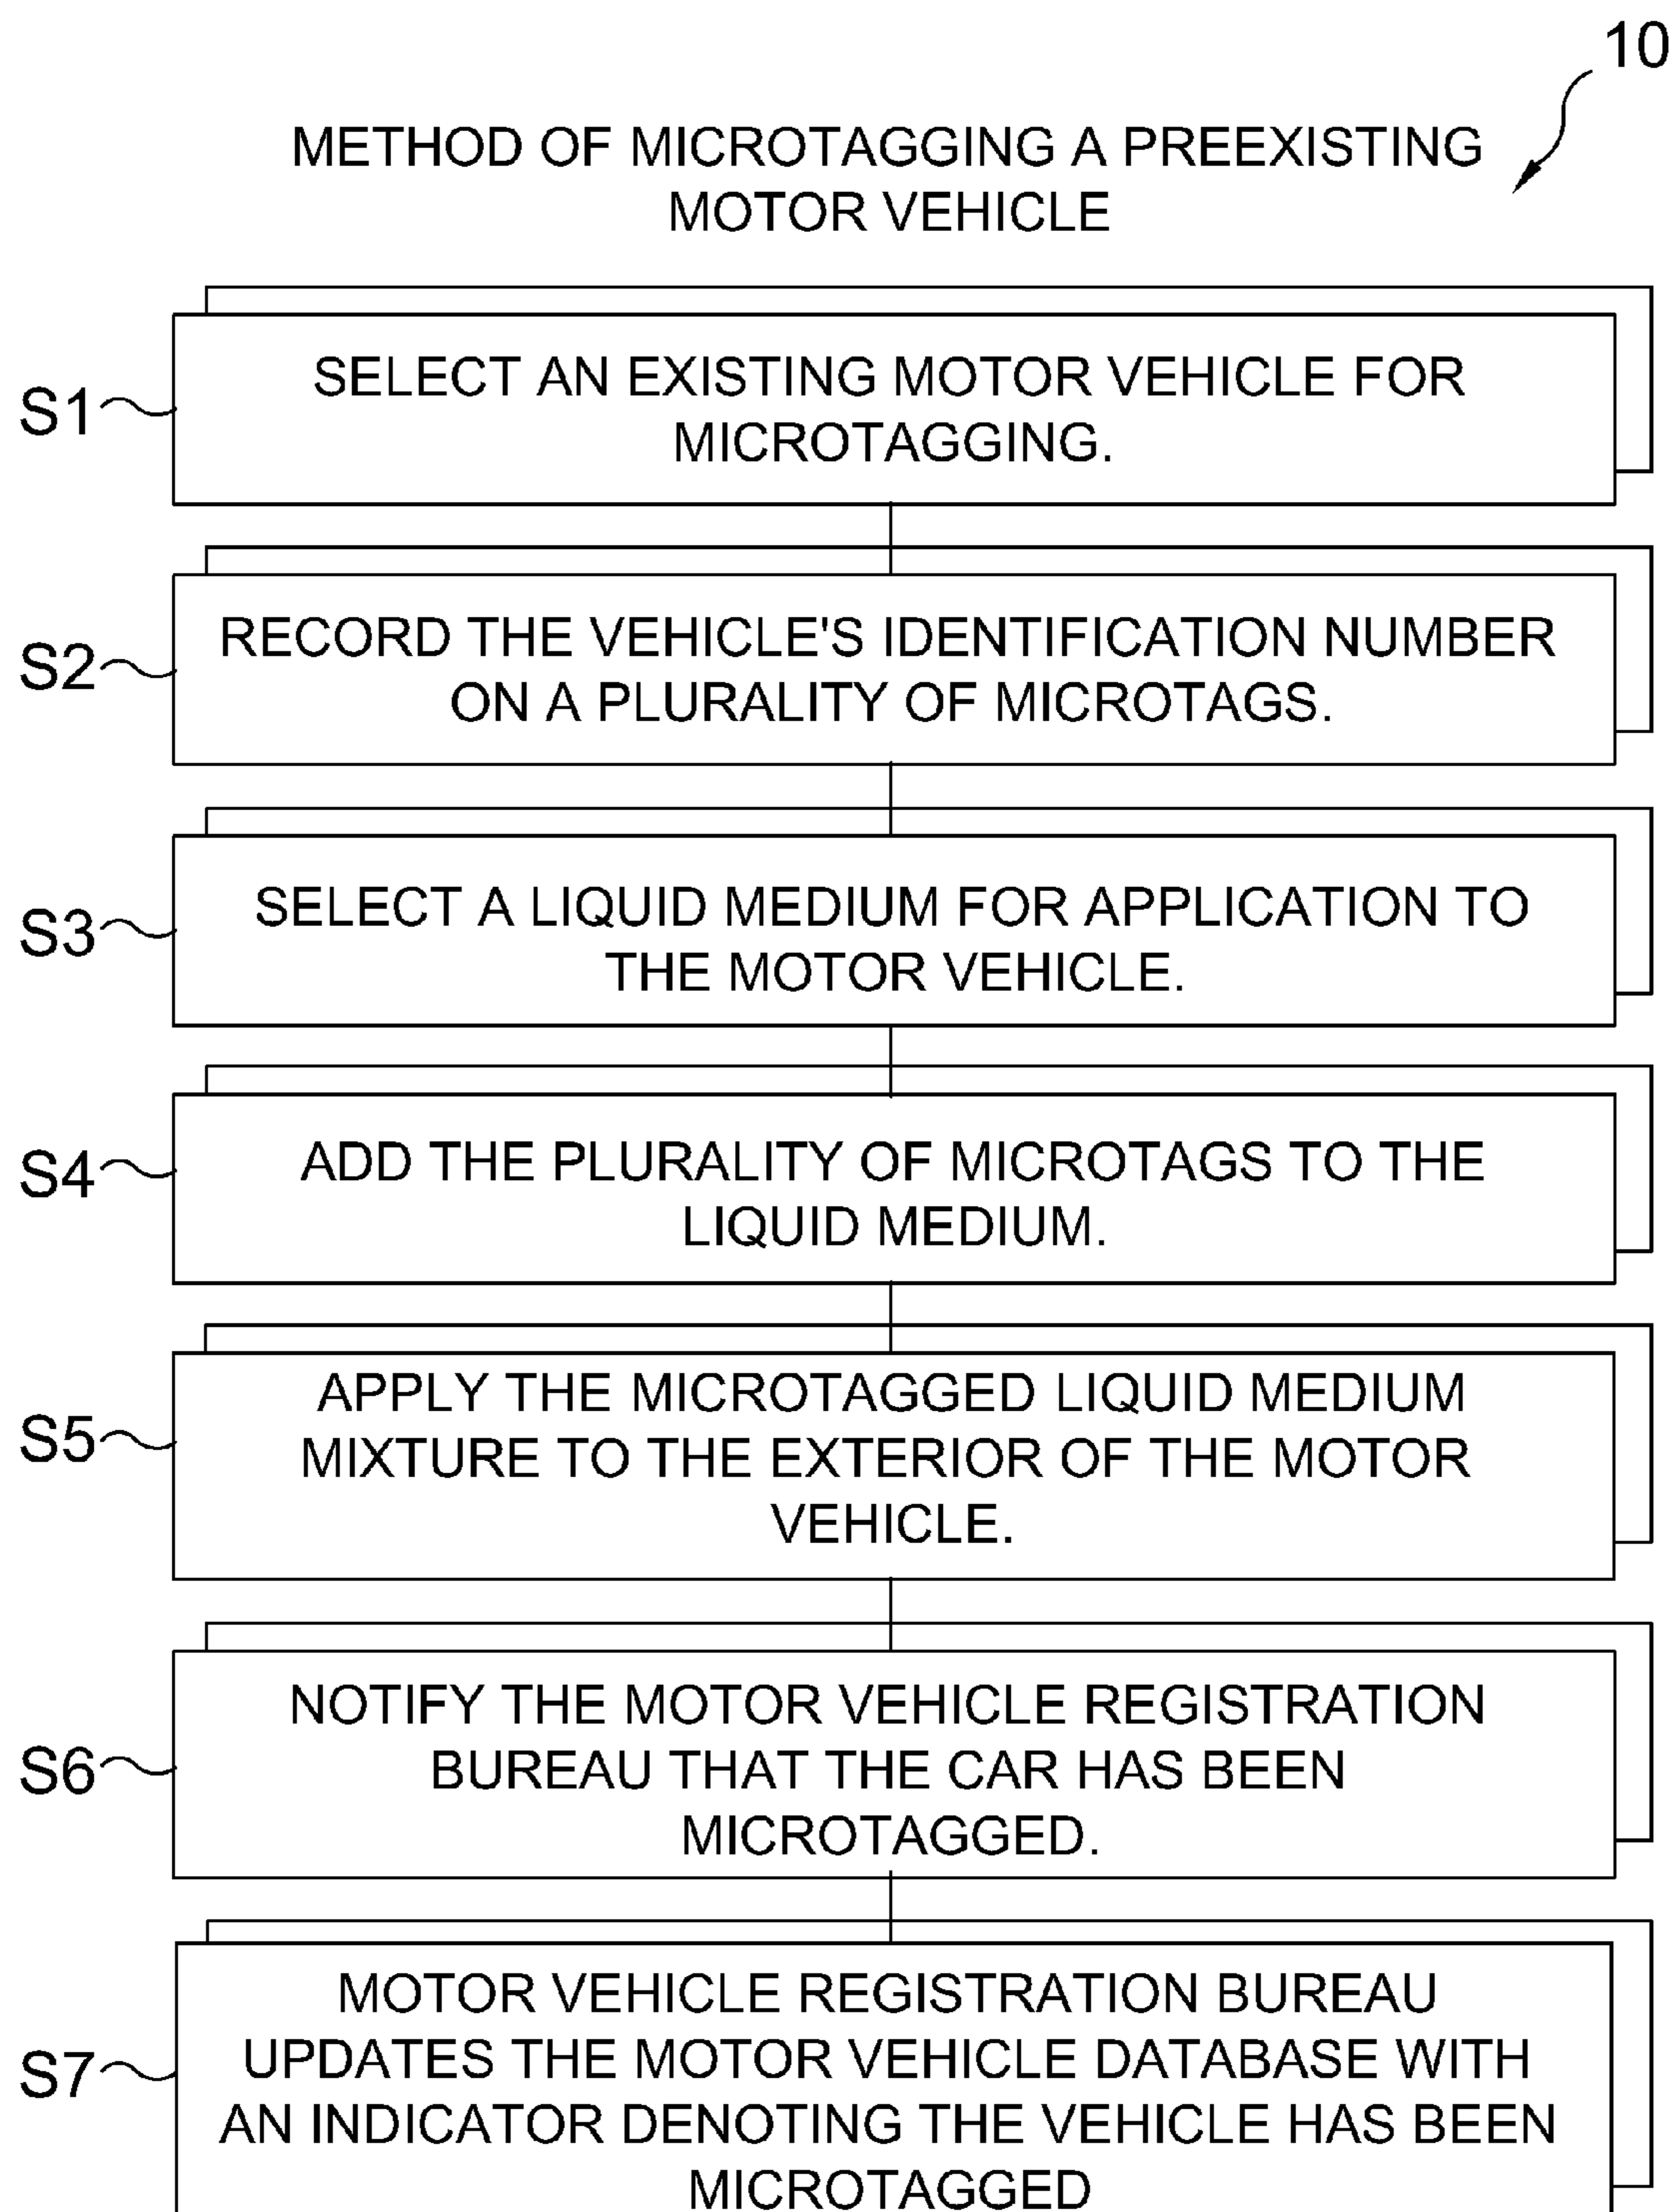 10
METHOD OF MICROTAGGING A PREEXISTING
MOTOR VEHICLE
S1
SELECT AN EXISTING MOTOR VEHICLE FOR
MICROTAGGING.
S2
RECORD THE VEHICLE'S IDENTIFICATION NUMBER
ON A PLURALITY OF MICROTAGS.
S3
SELECT A LIQUID MEDIUM FOR APPLICATION TO
THE MOTOR VEHICLE.
S4
ADD THE PLURALITY OF MICROTAGS TO THE
LIQUID MEDIUM.
S5
APPLY THE MICROTAGGED LIQUID MEDIUM
MIXTURE TO THE EXTERIOR OF THE MOTOR
VEHICLE.
S6
NOTIFY THE MOTOR VEHICLE REGISTRATION
BUREAU THAT THE CAR HAS BEEN
MICROTAGGED.
S7
MOTOR VEHICLE REGISTRATION BUREAU
UPDATES THE MOTOR VEHICLE DATABASE WITH
AN INDICATOR DENOTING THE VEHICLE HAS BEEN
MICROTAGGED